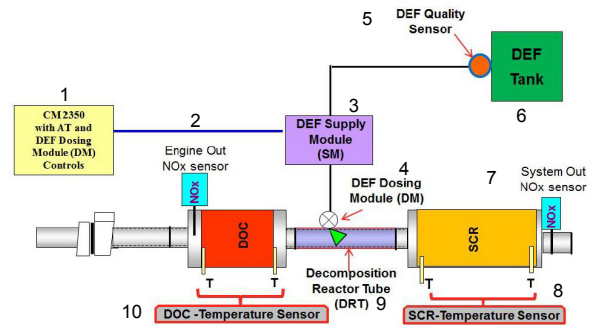 5
DEF Quality
Sensor
DEF
Tank
6
1
CM2350
with AT and
DEF Dosing
Module (DM)
Controls
2
3
DEF Supply
Module
(SM)
Engine Out
NOx sensor
NOx
4
DEF Dosing
Module (DM)
7
System Out
NOx sensor
NOx
DOC
SCR
T
T
Decomposition
Reactor Tube
(DRT)
9
T
T
8
10
DOC -Temperature Sensor
SCR-Temperature Sensor